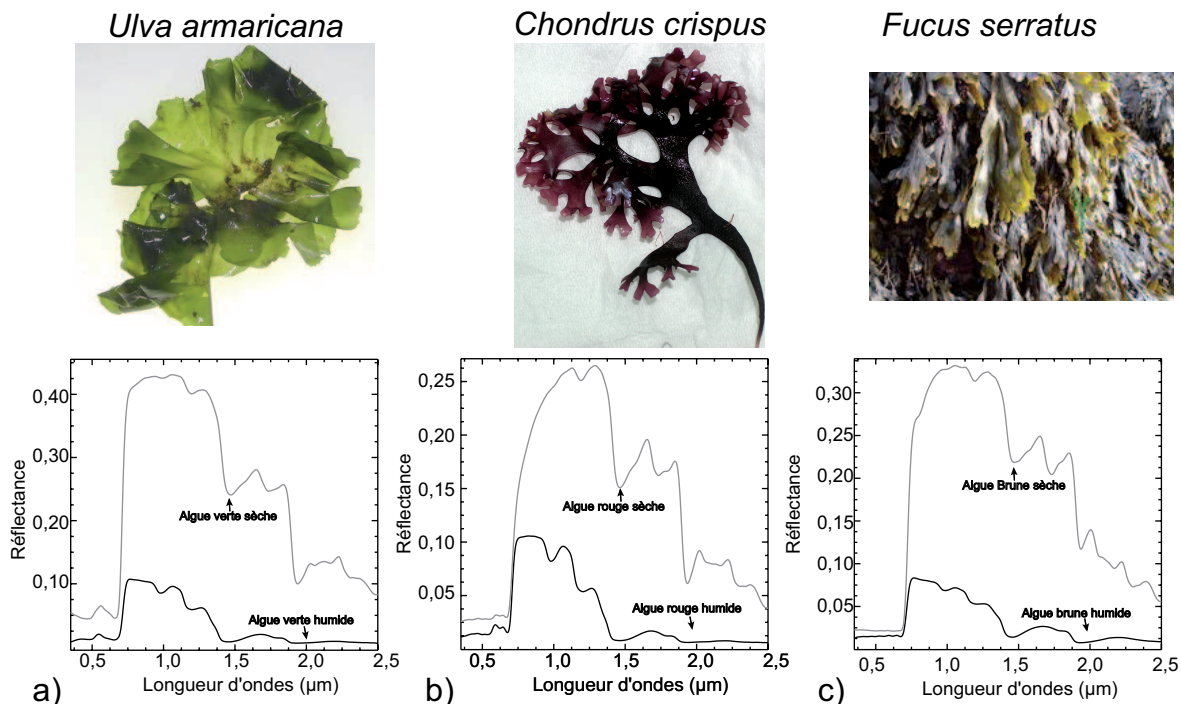 Ulva armaricana
Chondrus crispus
Fucus serratus
0,40
0,30
0,20
0,10
Réflectance
Algue verte sèche
Algue verte humide
0,5 1,0 1,5 2,0 2,5
a) Longueur d'ondes (µm)
0,25
0,20
0,15
0,10
0,05
Réflectance
Algue rouge sèche
Algue rouge humide
0,5 1,0 1,5 2,0 2,5
b) Longueur d'ondes (µm)
0,30
0,25
0,20
0,15
0,10
0,05
Réflectance
Algue Brune sèche
Algue brune humide
0,5 1,0 1,5 2,0 2,5
c) Longueur d'ondes (µm)